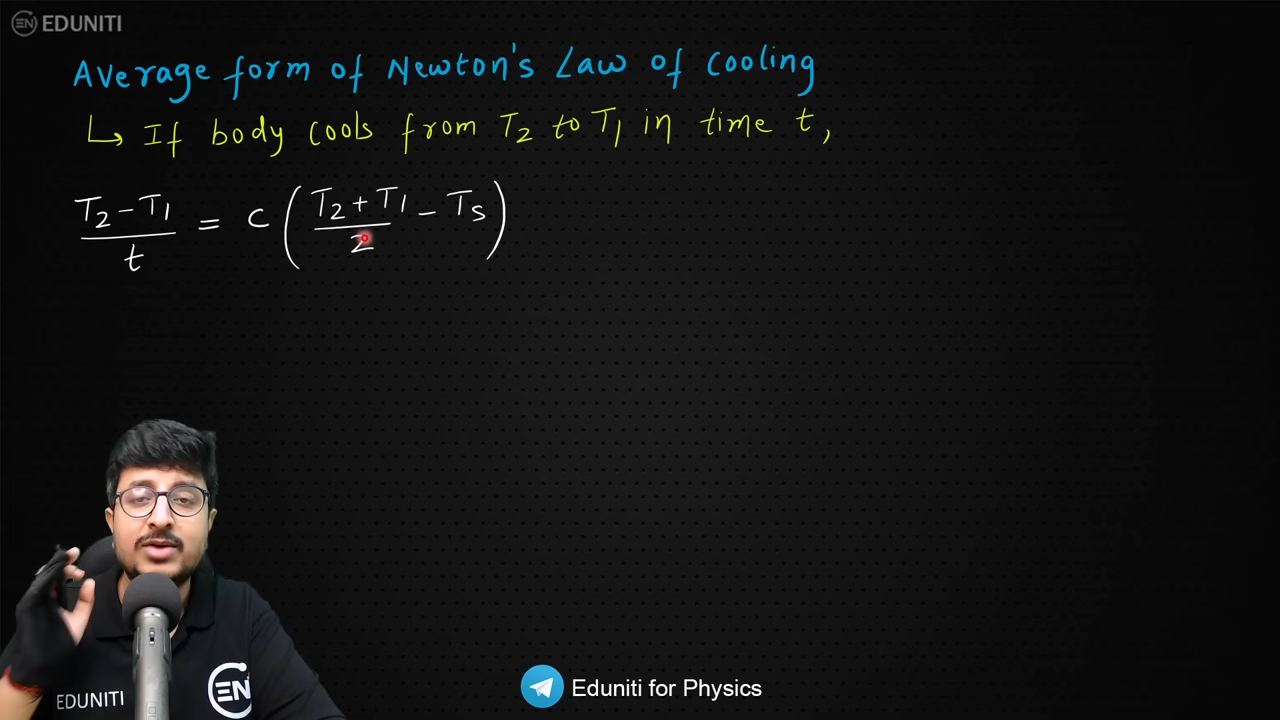 EN EDUNITI
Average form of Newton's Law of cooling
↳ If body cools from T₂ to T₁ in time t,
(T₂ - T₁)/t = c ((T₂ + T₁)/2 - Tₛ)
EDUNITI EN
Eduniti for Physics